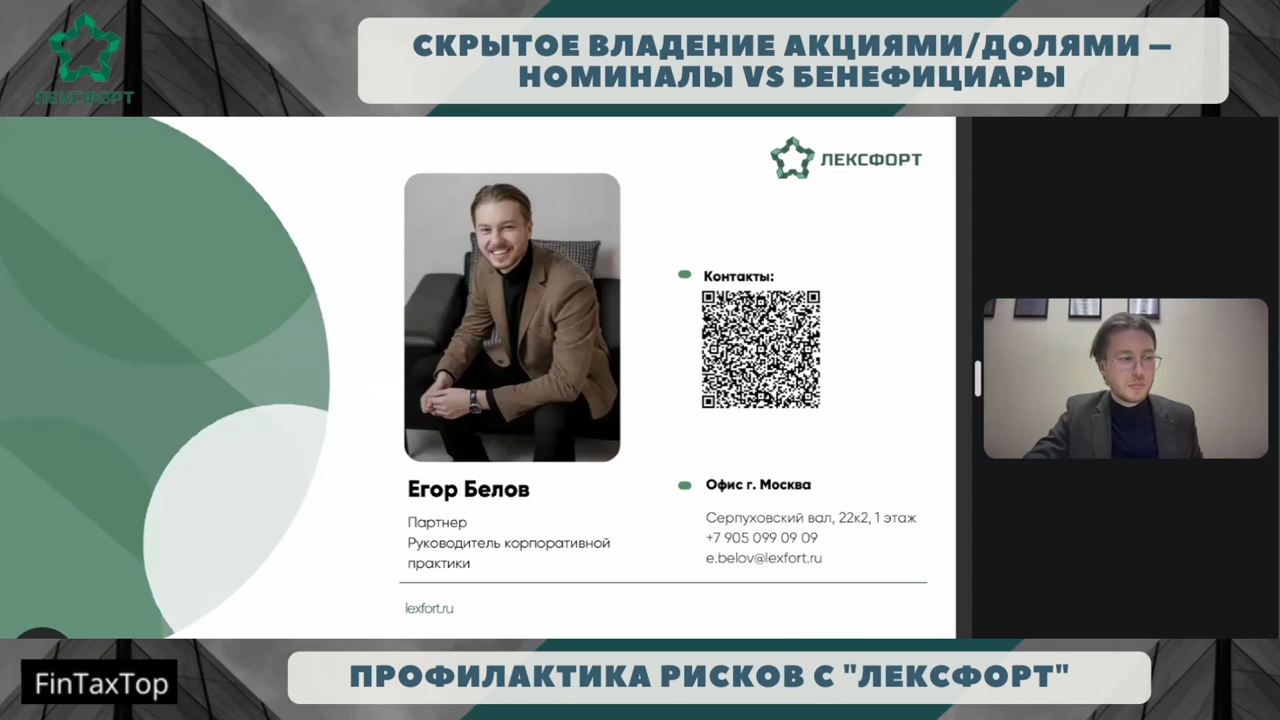 ЛЕКСФОРТ
СКРЫТОЕ ВЛАДЕНИЕ АКЦИЯМИ/ДОЛЯМИ –
НОМИНАЛЫ VS БЕНЕФИЦИАРЫ
ЛЕКСФОРТ
Контакты:
Егор Белов
Партнер
Руководитель корпоративной
практики
Офис г. Москва
Серпуховский вал, 22к2, 1 этаж
+7 905 099 09 09
e.belov@lexfort.ru
lexfort.ru
FinTaxTop
ПРОФИЛАКТИКА РИСКОВ С "ЛЕКСФОРТ"